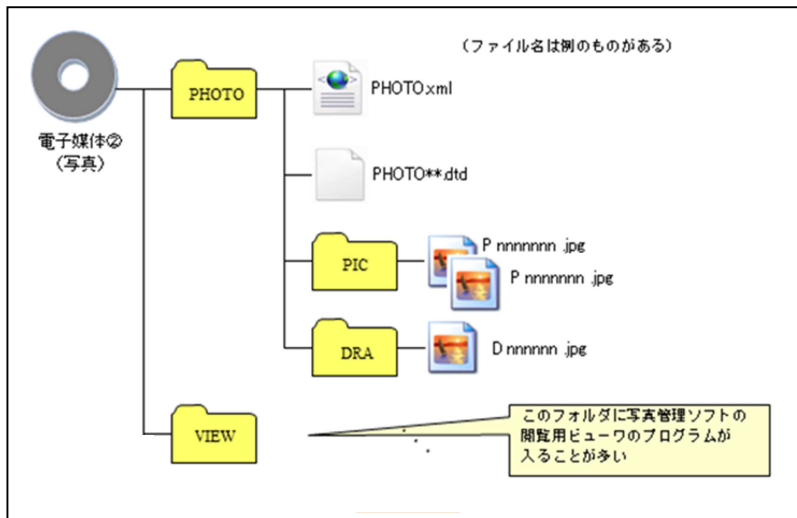 (ファイル名は例のものがある)
PHOTO
PHOTO.xml
電子媒体②
(写真)
PHOTO**.dtd
PIC
P nnnnnnn .jpg
P nnnnnnn .jpg
DRA
D nnnnnn .jpg
VIEW
このフォルダに写真管理ソフトの
閲覧用ビューワのプログラムが
入ることが多い